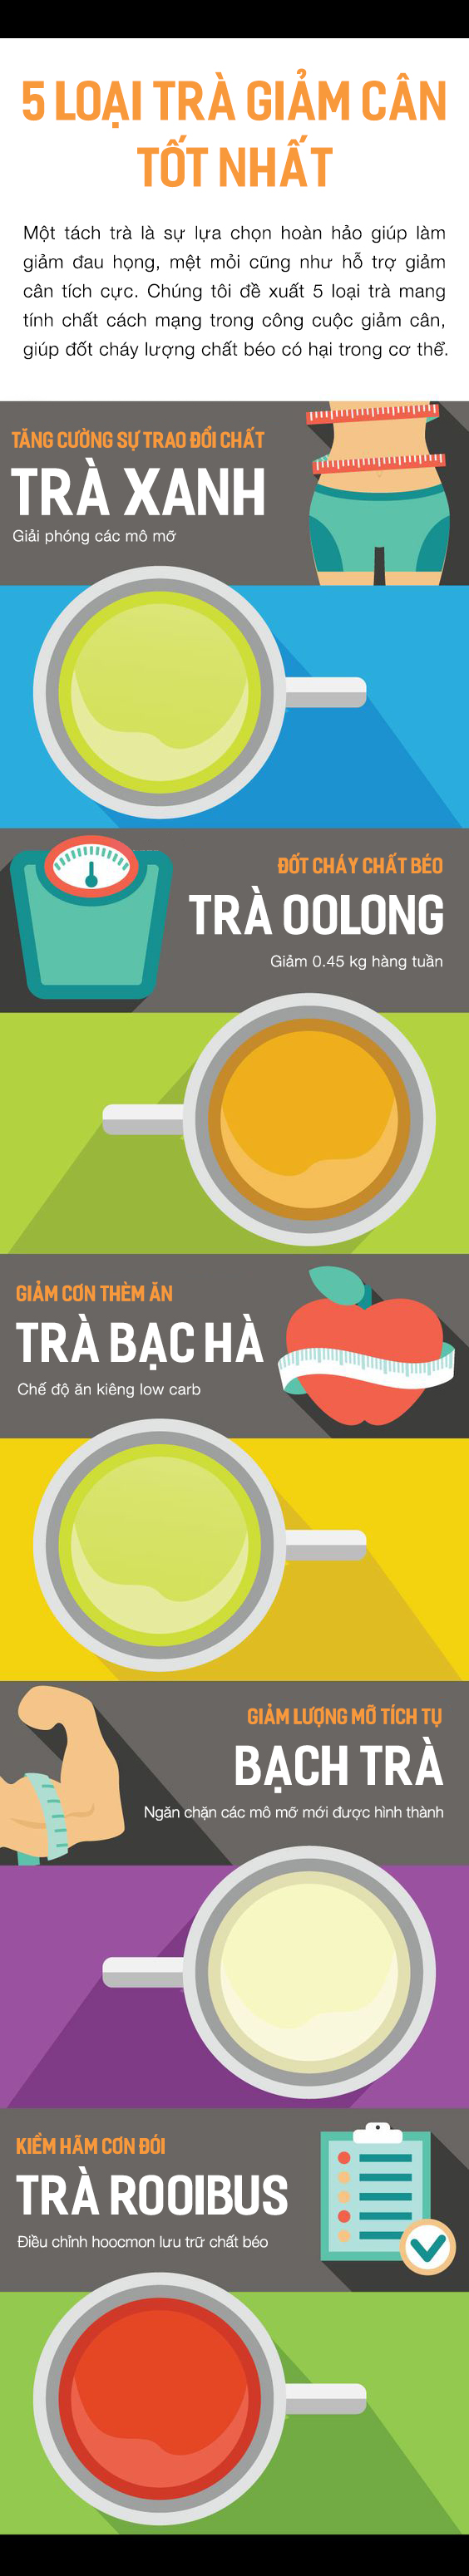 5 LOẠI TRÀ GIẢM CÂN
TỐT NHẤT
Một tách trà là sự lựa chọn hoàn hảo giúp làm
giảm đau họng, mệt mỏi cũng như hỗ trợ giảm
cân tích cực. Chúng tôi đề xuất 5 loại trà mang
tính chất cách mạng trong công cuộc giảm cân,
giúp đốt cháy lượng chất béo có hại trong cơ thể.
TĂNG CƯỜNG SỰ TRAO ĐỔI CHẤT
TRÀ XANH
Giải phóng các mô mỡ
ĐỐT CHÁY CHẤT BÉO
TRÀ OOLONG
Giảm 0.45 kg hàng tuần
GIẢM CƠN THÈM ĂN
TRÀ BẠC HÀ
Chế độ ăn kiêng low carb
GIẢM LƯỢNG MỠ TÍCH TỤ
BẠCH TRÀ
Ngăn chặn các mô mỡ mới được hình thành
KIỀM HÃM CƠN ĐÓI
TRÀ ROOIBUS
Điều chỉnh hoocmon lưu trữ chất béo